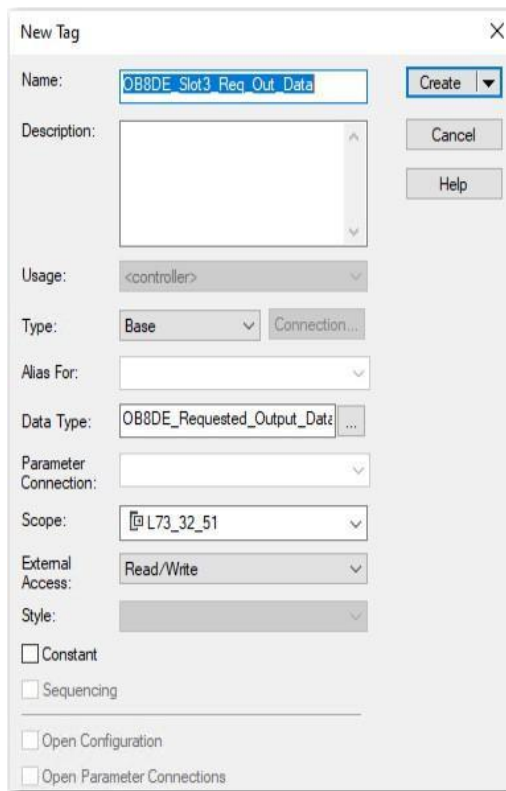 New Tag
Name:
OB8DE_Slot3_Req_Out_Data
Create
Description:
Cancel
Help
Usage:
<controller>
Type:
Base
Connection...
Alias For:
Data Type:
OB8DE_Requested_Output_Data
...
Parameter
Connection:
Scope:
L73_32_51
External
Access:
Read/Write
Style:
Constant
Sequencing
Open Configuration
Open Parameter Connections